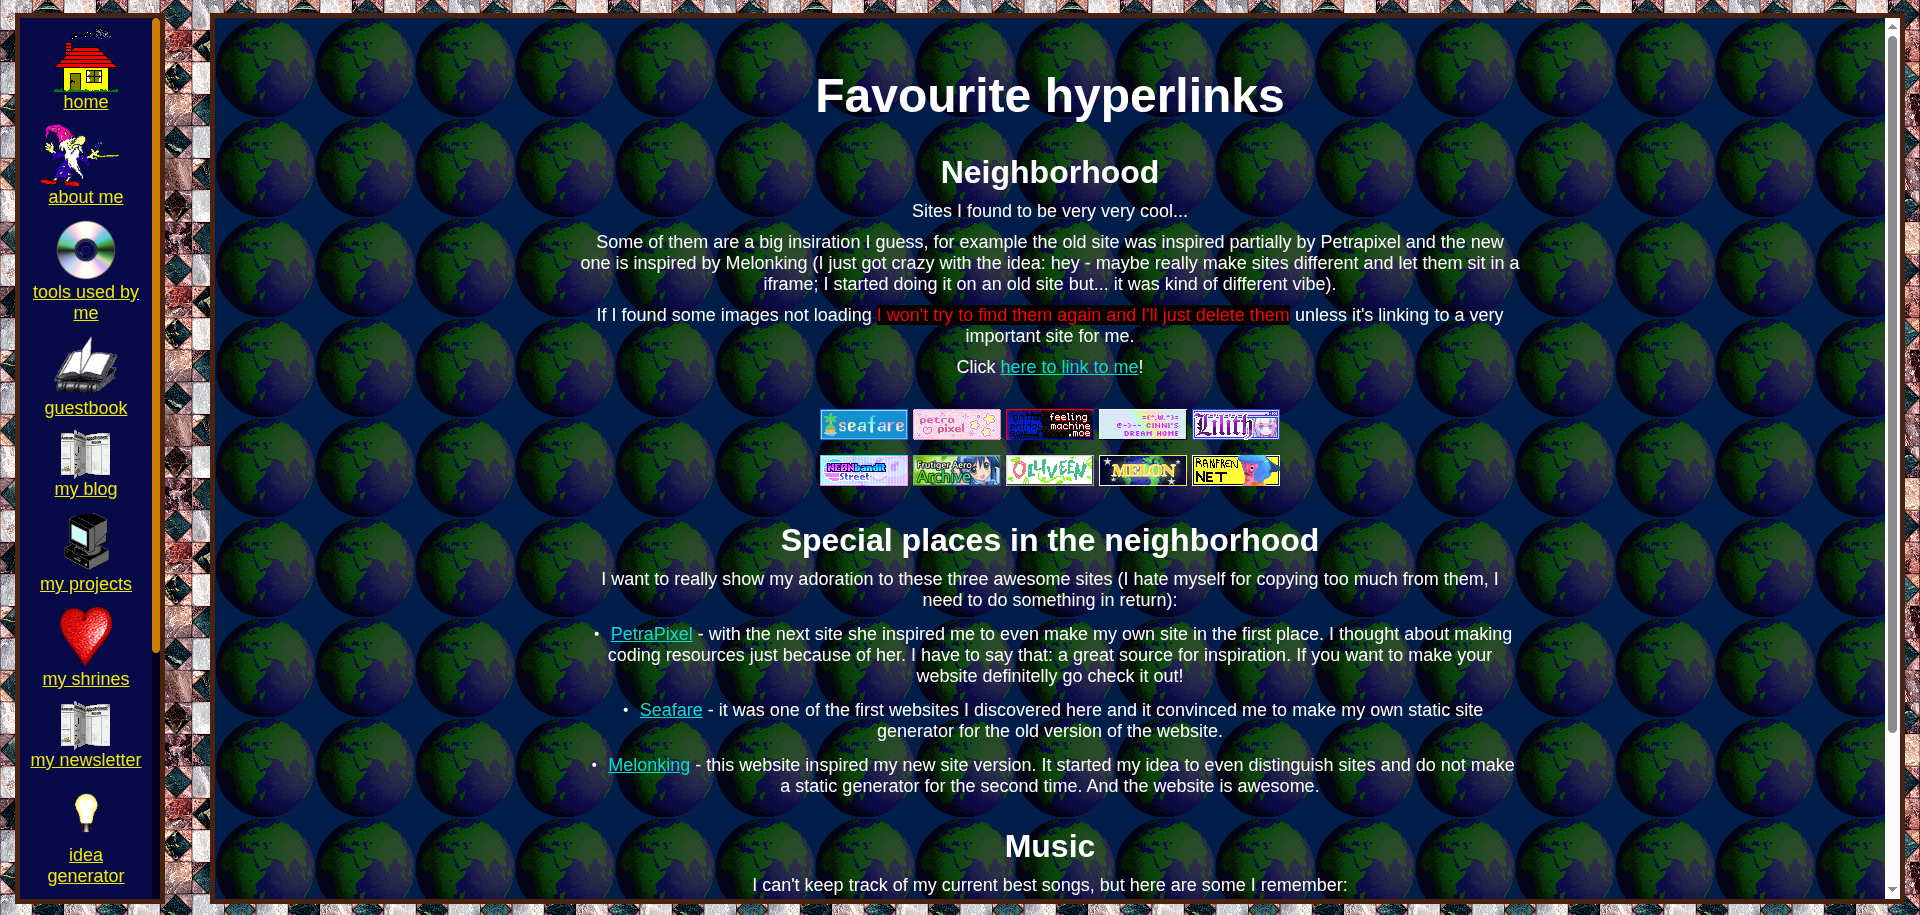 home
about me
tools used by
me
guestbook
my blog
my projects
my shrines
my newsletter
idea
generator
Favourite hyperlinks
Neighborhood
Sites I found to be very very cool...
Some of them are a big insiration I guess, for example the old site was inspired partially by Petrapixel and the new
one is inspired by Melonking (I just got crazy with the idea: hey - maybe really make sites different and let them sit in a
iframe; I started doing it on an old site but... it was kind of different vibe).
If I found some images not loading I won't try to find them again and I'll just delete them unless it's linking to a very
important site for me.
Click here to link to me!
seafare
petra
pixel
feeling
machine
.moe
=(^.W.^)=
@-)-- CINNI'S
DREAM HOME
Lilith
NEONbandit
Street
Frutiger Aero
Archive
MELON
RANFREN
NET
Special places in the neighborhood
I want to really show my adoration to these three awesome sites (I hate myself for copying too much from them, I
need to do something in return):
• PetraPixel - with the next site she inspired me to even make my own site in the first place. I thought about making
coding resources just because of her. I have to say that: a great source for inspiration. If you want to make your
website definitelly go check it out!
• Seafare - it was one of the first websites I discovered here and it convinced me to make my own static site
generator for the old version of the website.
• Melonking - this website inspired my new site version. It started my idea to even distinguish sites and do not make
a static generator for the second time. And the website is awesome.
Music
I can't keep track of my current best songs, but here are some I remember: